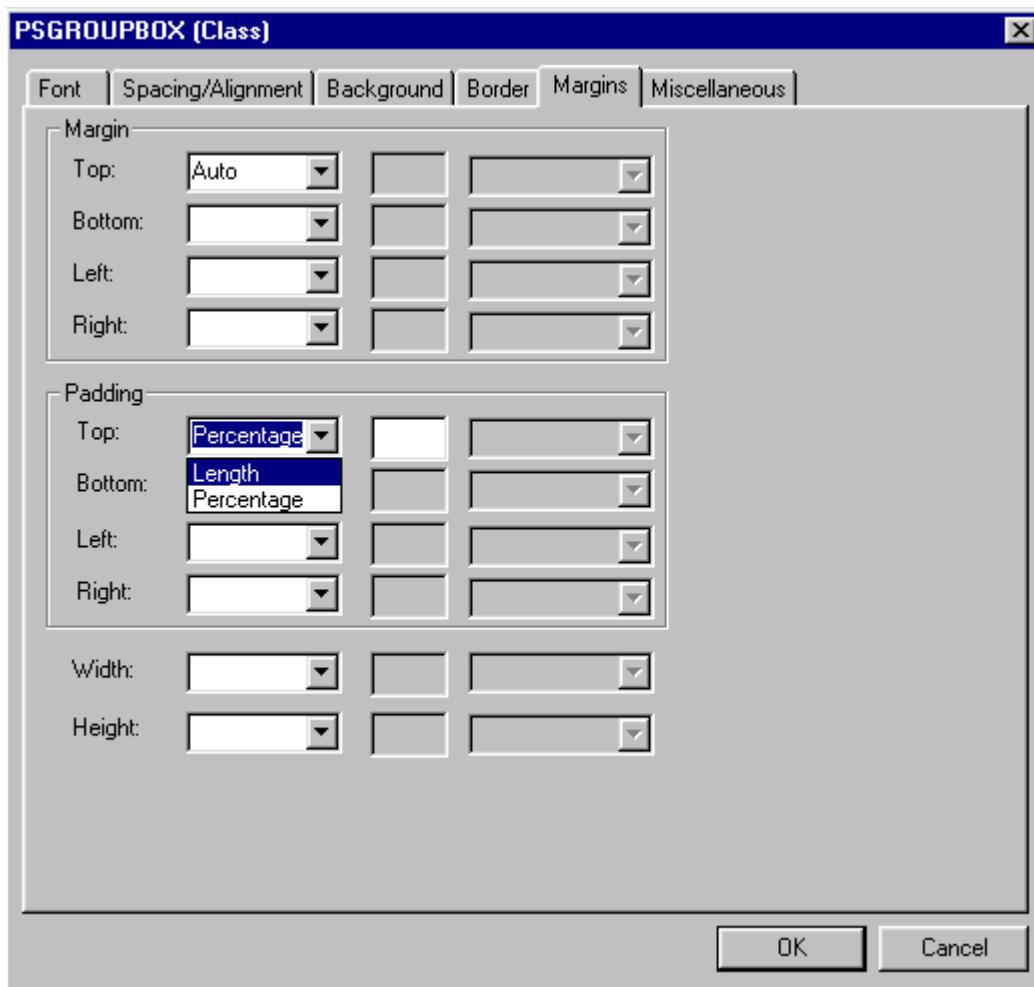 PSGROUPBOX (Class)
Font Spacing/Alignment Background Border Margins Miscellaneous
Margin
Top: Auto
Bottom:
Left:
Right:
Padding
Top: Percentage
Length
Bottom:
Percentage
Left:
Right:
Width:
Height:
OK Cancel